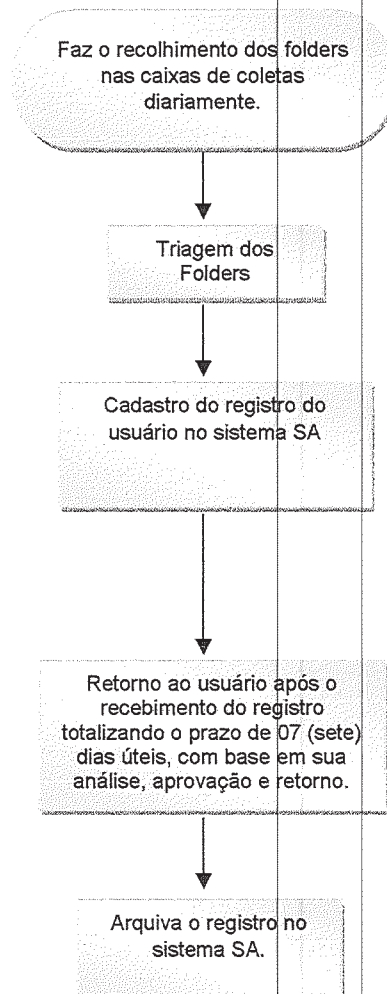 Faz o recolhimento dos folders
nas caixas de coletas
diariamente.
Triagem dos
Folders
Cadastro do registro do
usuário no sistema SA
Retorno ao usuário após o
recebimento do registro
totalizando o prazo de 07 (sete)
dias úteis, com base em sua
análise, aprovação e retorno.
Arquiva o registro no
sistema SA.